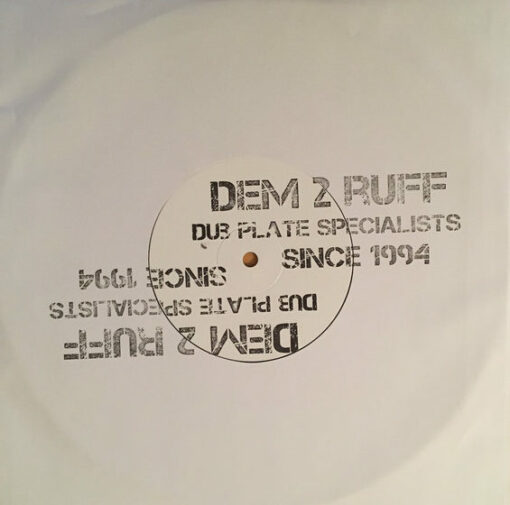 DEM 2 RUFF
DUB PLATE SPECIALISTS
SINCE 1994
DEM 2 RUFF
DUB PLATE SPECIALISTS
SINCE 1994